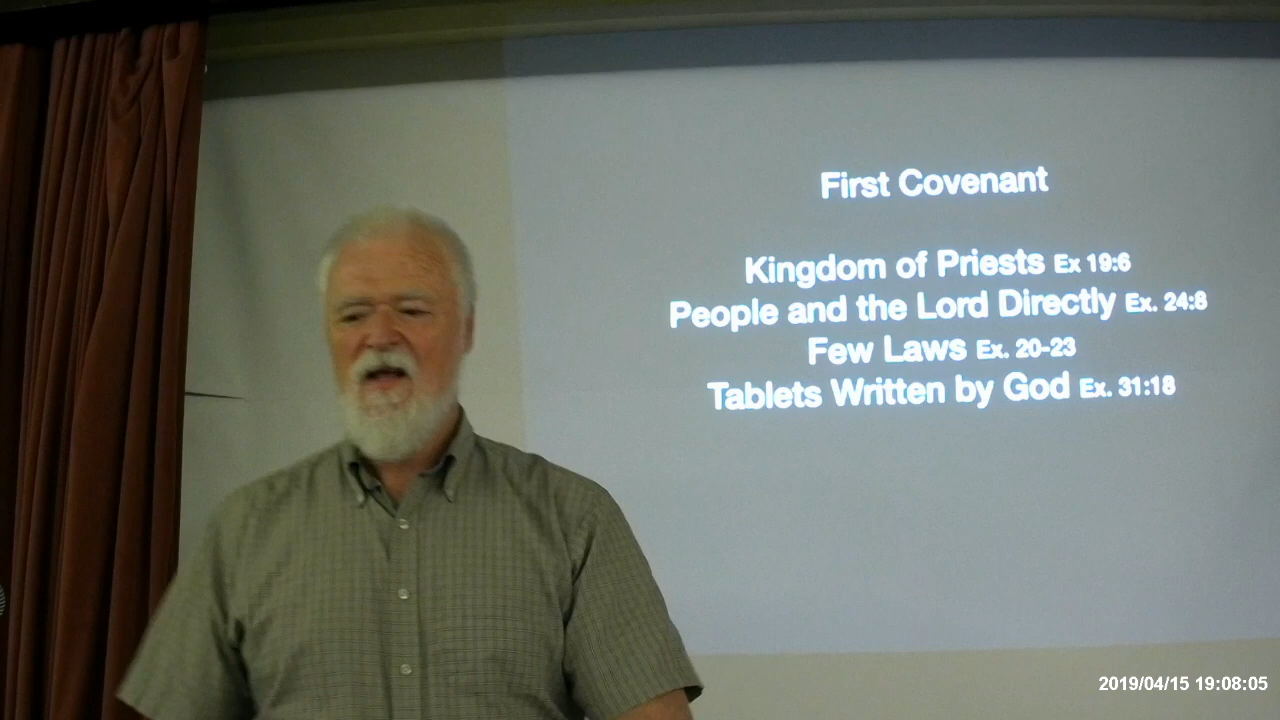 First Covenant
Kingdom of Priests Ex 19:6
People and the Lord Directly Ex. 24:8
Few Laws Ex. 20-23
Tablets Written by God Ex. 31:18
2019/04/15 19:08:05